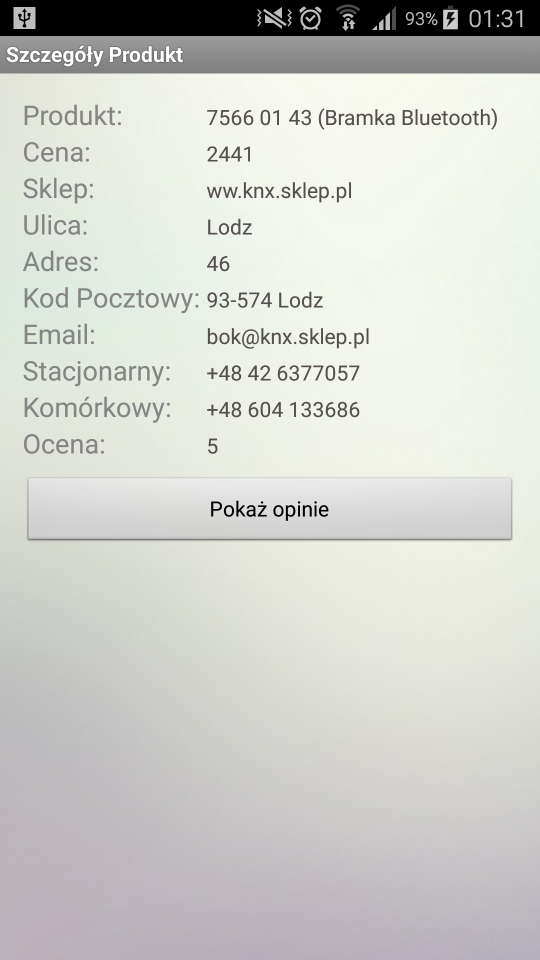 93% 01:31
Szczegóły Produkt
Produkt: 7566 01 43 (Bramka Bluetooth)
Cena: 2441
Sklep: ww.knx.sklep.pl
Ulica: Lodz
Adres: 46
Kod Pocztowy: 93-574 Lodz
Email: bok@knx.sklep.pl
Stacjonarny: +48 42 6377057
Komórkowy: +48 604 133686
Ocena: 5
Pokaż opinie